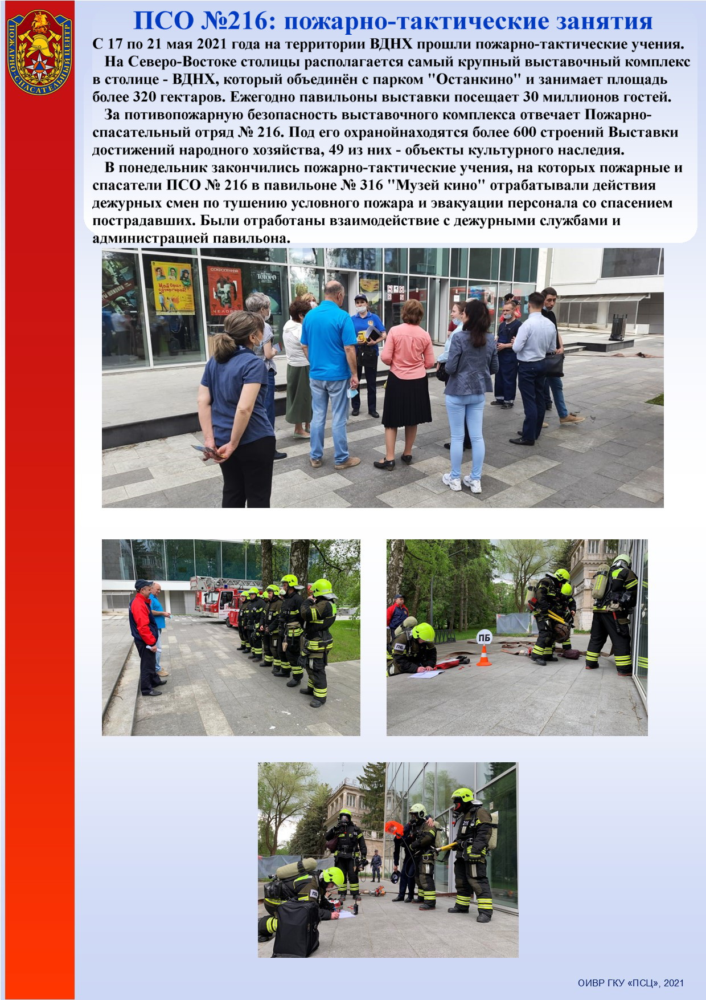 ПОЖАРНО-СПАСАТЕЛЬНЫЙ ЦЕНТР
ПСО №216: пожарно-тактические занятия
С 17 по 21 мая 2021 года на территории ВДНХ прошли пожарно-тактические учения.
На Северо-Востоке столицы располагается самый крупный выставочный комплекс
в столице - ВДНХ, который объединён с парком "Останкино" и занимает площадь
более 320 гектаров. Ежегодно павильоны выставки посещает 30 миллионов гостей.
За потивопожарную безопасность выставочного комплекса отвечает Пожарно-
спасательный отряд № 216. Под его охранойнаходятся более 600 строений Выставки
достижений народного хозяйства, 49 из них - объекты культурного наследия.
В понедельник закончились пожарно-тактические учения, на которых пожарные и
спасатели ПСО № 216 в павильоне № 316 "Музей кино" отрабатывали действия
дежурных смен по тушению условного пожара и эвакуации персонала со спасением
пострадавших. Были отработаны взаимодействие с дежурными службами и
администрацией павильона.
Мой брат-
супергерой!
СОКРОВЕННЫЙ
ЧЕЛОВЕК
ТОТОРО
ПБ
ПБ
216
ПБ
ОИВР ГКУ «ПСЦ», 2021